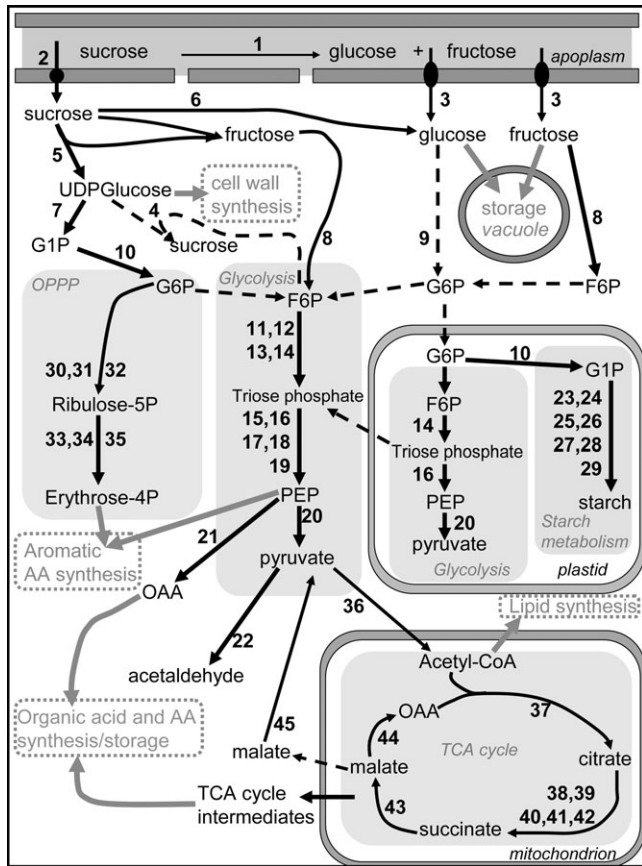 1
2 sucrose glucose + fructose apoplasm
6 3 3
sucrose fructose glucose fructose
5
UDPGlucose cell wall
synthesis
storage
vacuole
7 4 8 9 8
G1P sucrose
10
OPPP G6P Glycolysis F6P G6P F6P
11,12
13,14
G6P 10 G1P
30,31 32
Ribulose-5P Triose phosphate
F6P 23,24
14 25,26
15,16
17,18
19
Triose phosphate 27,28
33,34 35
16 29
Erythrose-4P PEP PEP starch
20 20
Aromatic
AA synthesis
21
pyruvate pyruvate
Starch
metabolism
Glycolysis plastid
OAA
36
Lipid synthesis
22
acetaldehyde Acetyl-CoA
Organic acid and AA
synthesis/storage
45
OAA 37
44 TCA cycle
malate malate citrate
TCA cycle
intermediates
38,39
43 40,41,42
succinate
mitochondrion